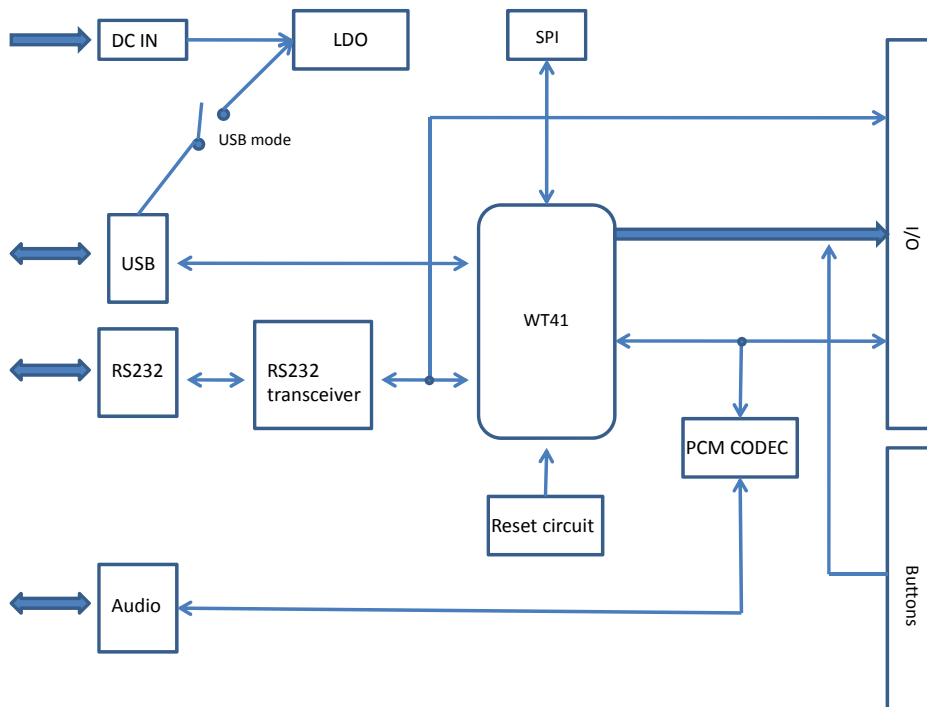 DC IN
LDO
SPI
USB mode
USB
I/O
WT41
RS232
RS232
transceiver
PCM CODEC
Reset circuit
Buttons
Audio